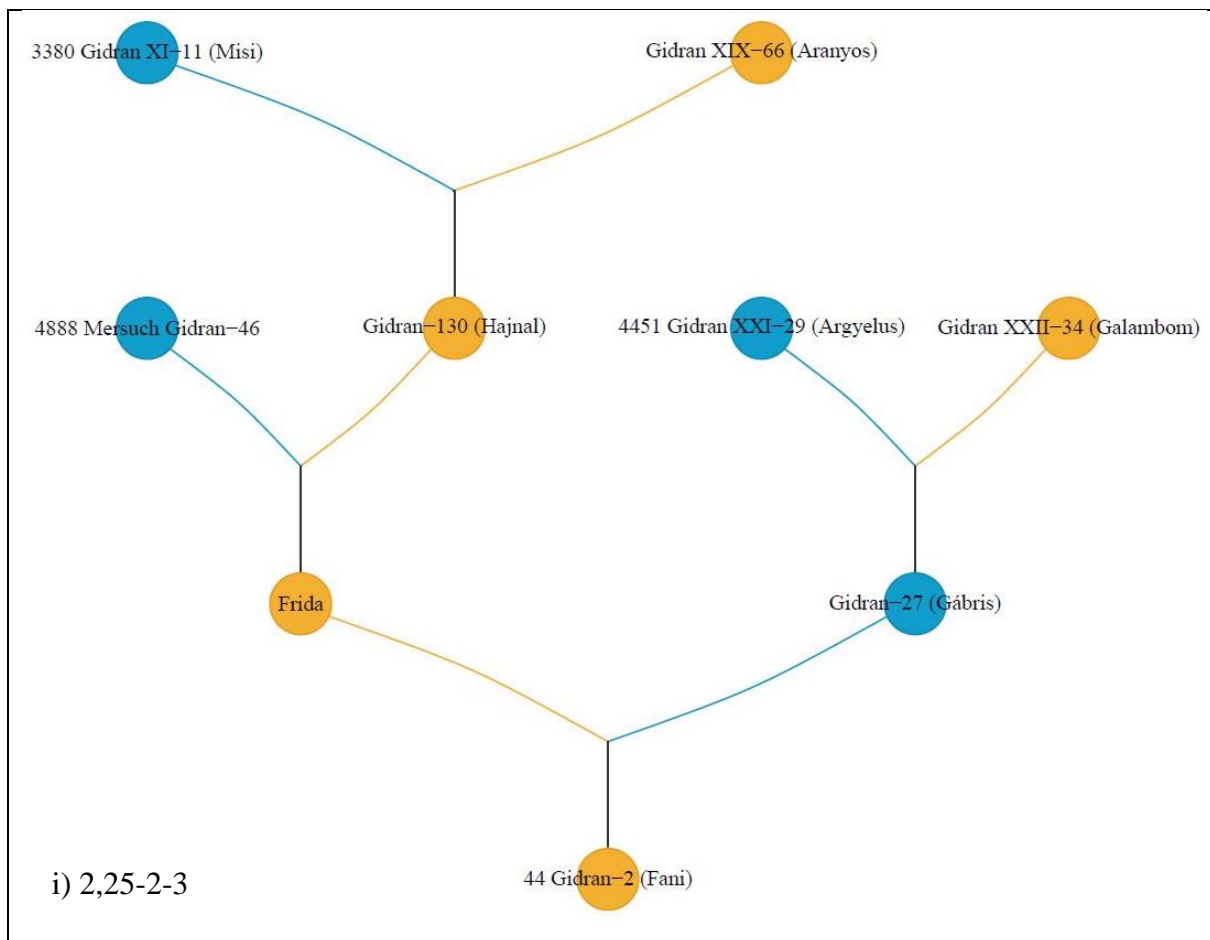 3380 Gidran XI−11 (Misi)
Gidran XIX−66 (Aranyos)
4888 Mersuch Gidran−46
Gidran−130 (Hajnal)
4451 Gidran XXI−29 (Argyelus)
Gidran XXII−34 (Galambom)
Frida
Gidran−27 (Gábris)
44 Gidran−2 (Fani)
i) 2,25-2-3